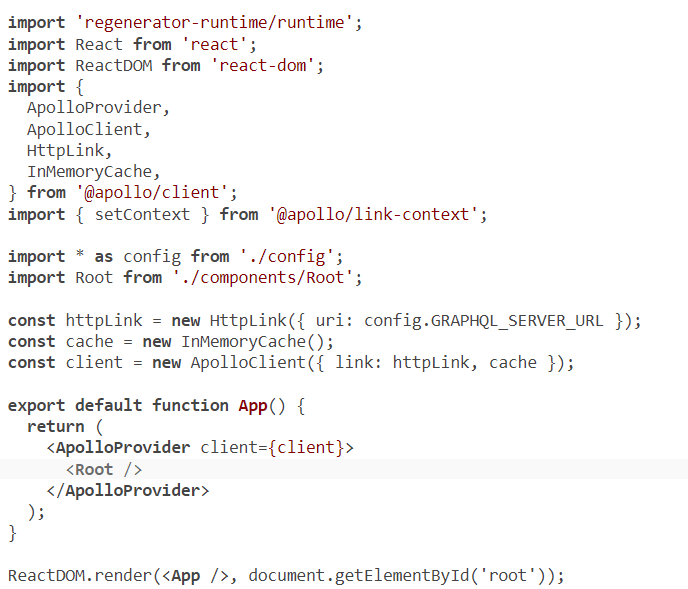 import 'regenerator-runtime/runtime';
import React from 'react';
import ReactDOM from 'react-dom';
import {
  ApolloProvider,
  ApolloClient,
  HttpLink,
  InMemoryCache,
} from '@apollo/client';
import { setContext } from '@apollo/link-context';

import * as config from './config';
import Root from './components/Root';

const httpLink = new HttpLink({ uri: config.GRAPHQL_SERVER_URL });
const cache = new InMemoryCache();
const client = new ApolloClient({ link: httpLink, cache });

export default function App() {
  return (
    <ApolloProvider client={client}>
      <Root />
    </ApolloProvider>
  );
}

ReactDOM.render(<App />, document.getElementById('root'));